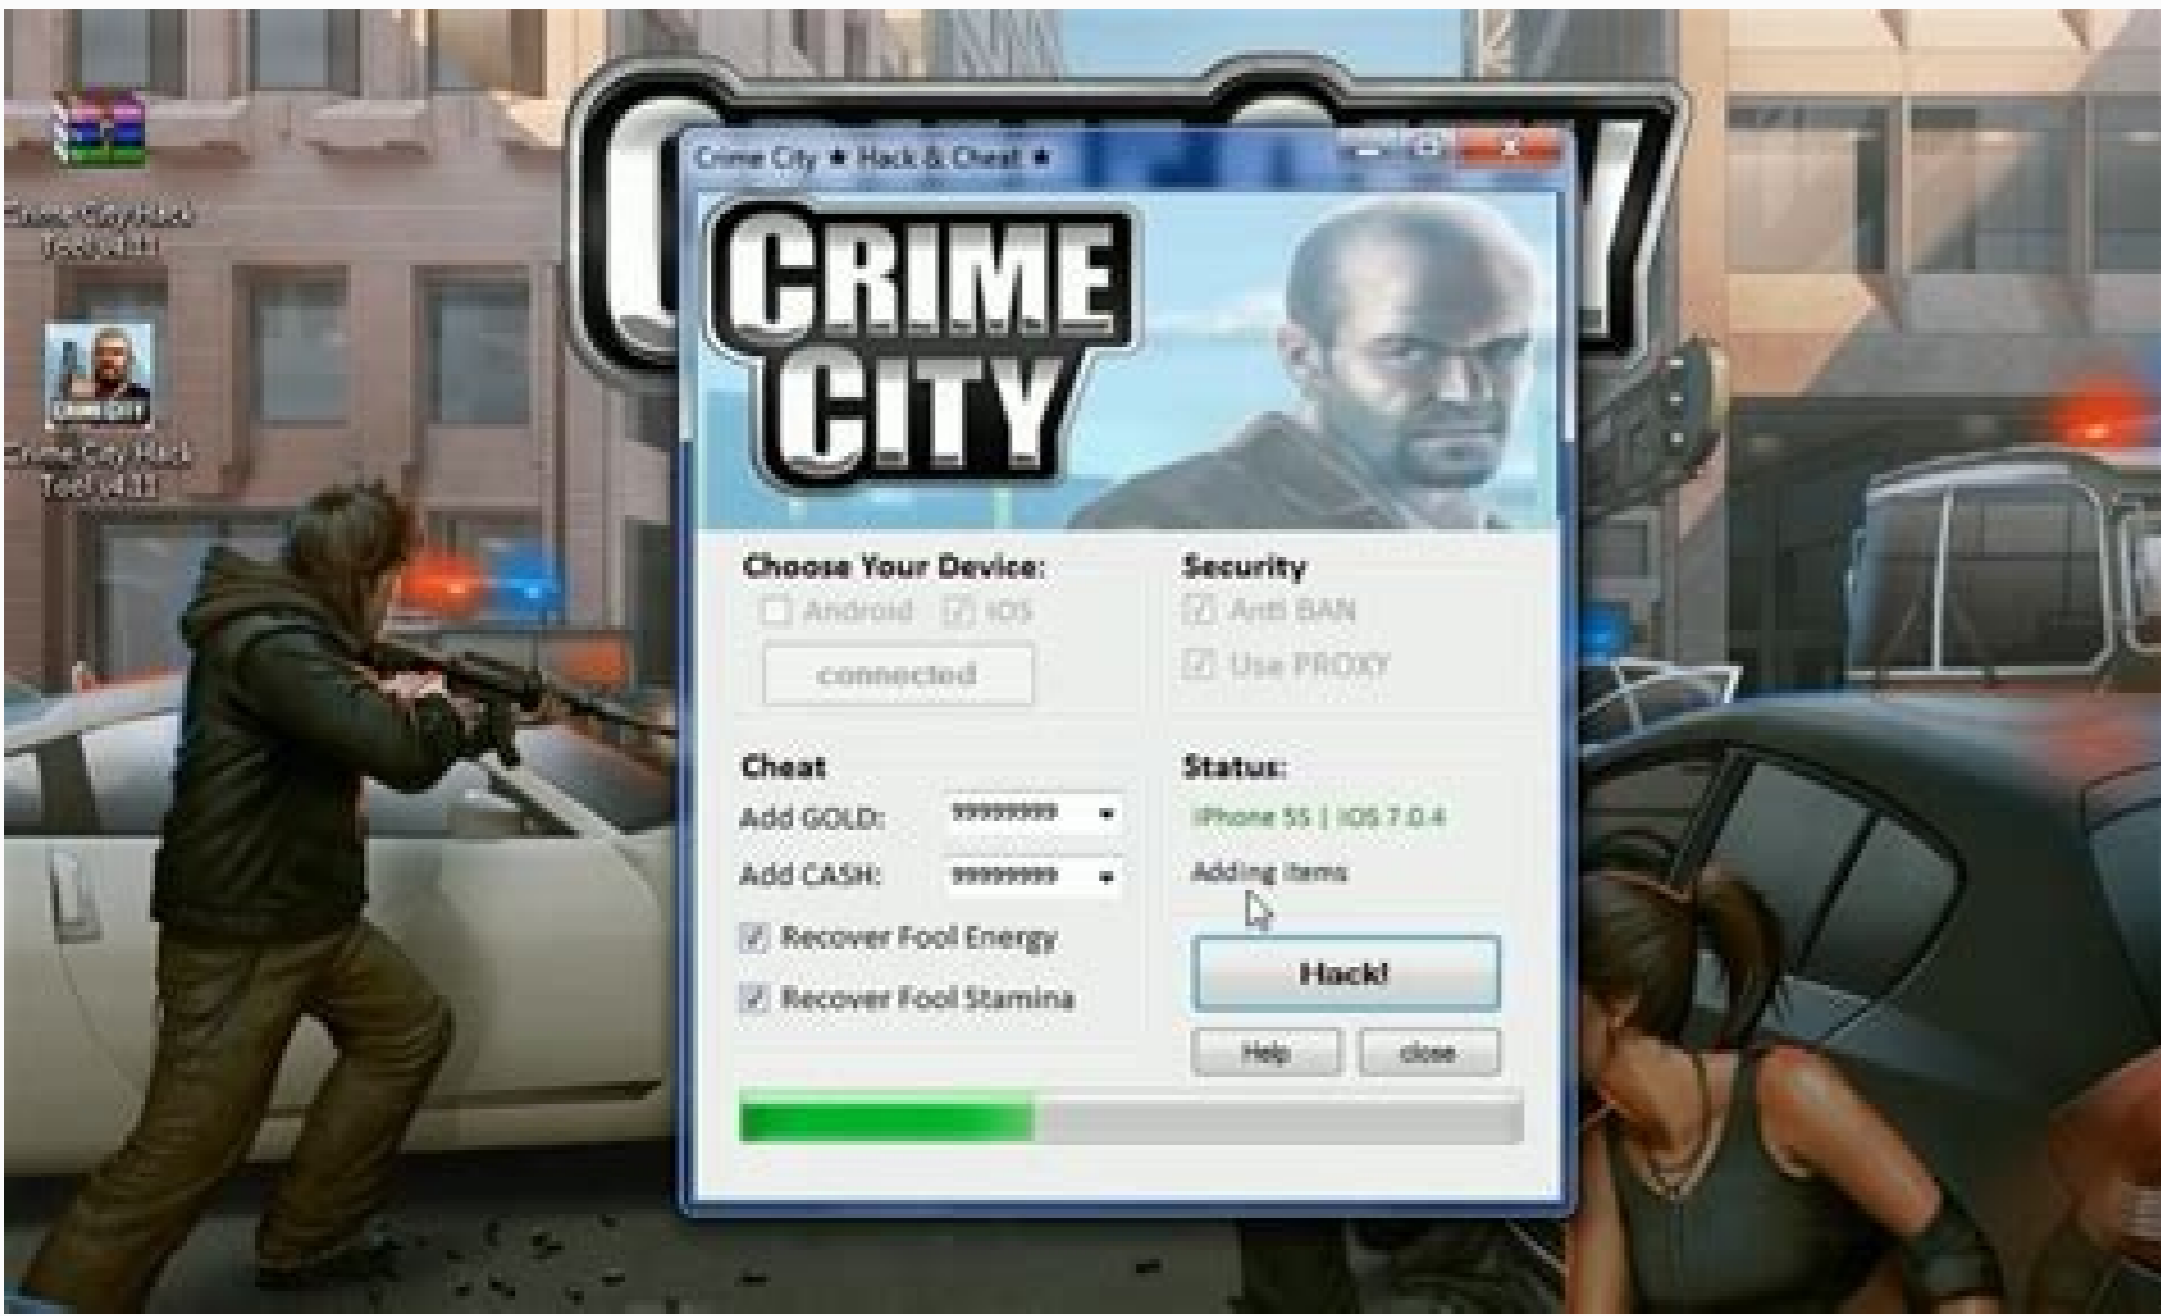 Crime City ★ Hack & Cheat ★
Tool v4.11
CRIME CITY
Crime City Hack
Tool v4.11
CRIME
CITY
Choose Your Device:
Android
iOS
connected
Security
Anti BAN
Use PROXY
Cheat
Add GOLD:
99999999
Add CASH:
99999999
Recover Fool Energy
Recover Fool Stamina
Status:
iPhone 5S | iOS 7.0.4
Adding items
Hack!
Help
close